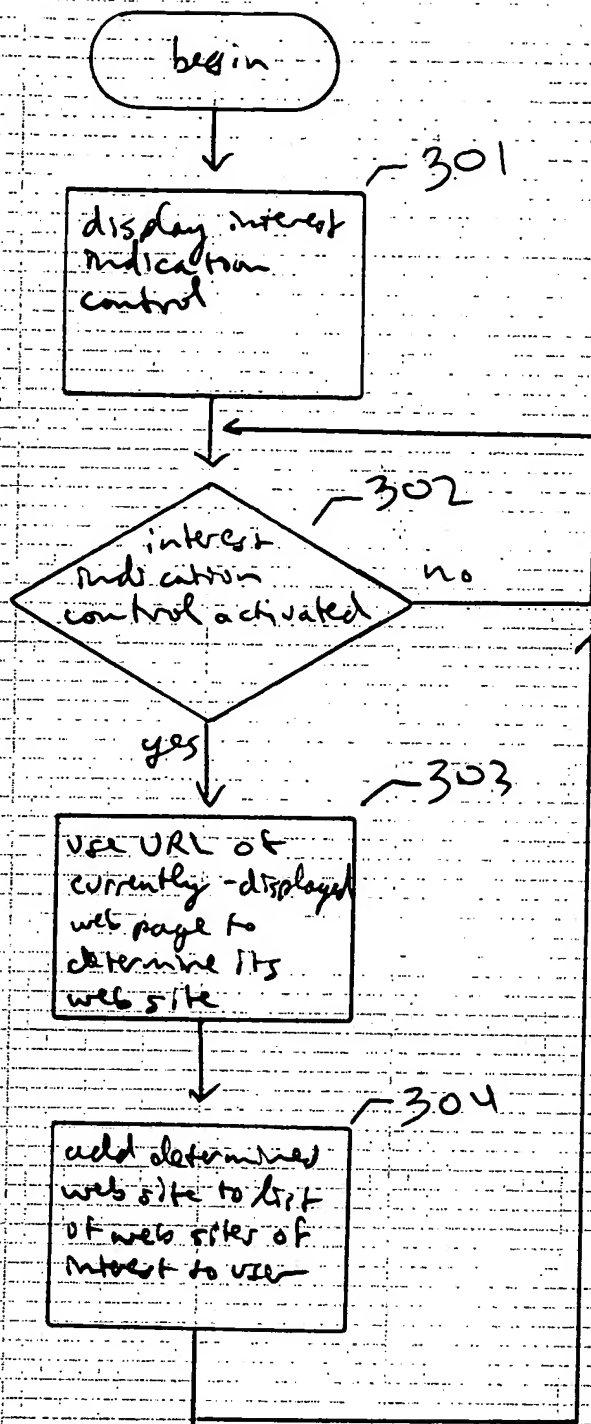 begin
301
display interest
indication
control
302
interest
indication
control activated
no
yes
303
use URL of
currently-displayed
web page to
determine its
web site
304
add determined
web site to list
of web sites of
interest to user